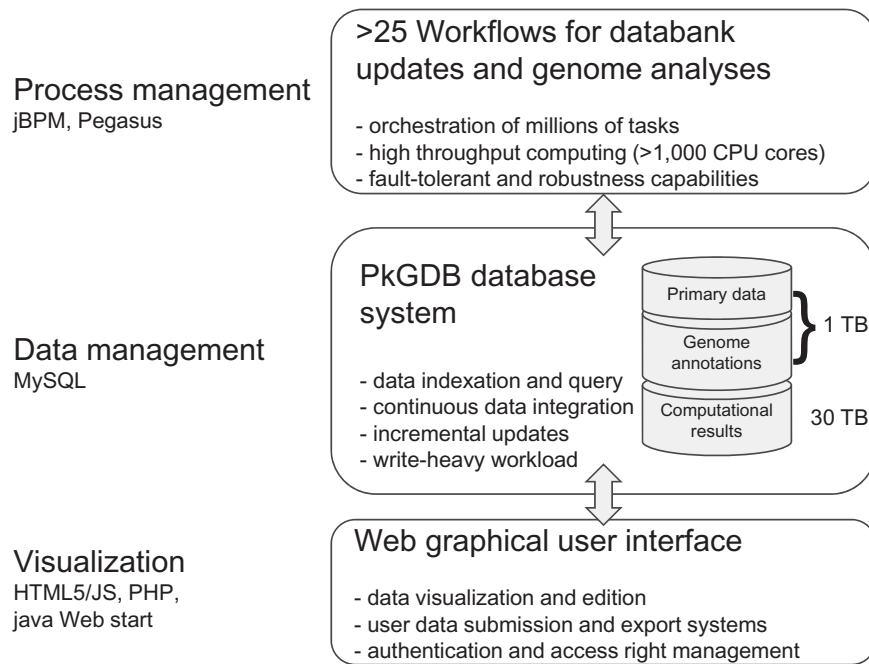 Process management
jBPM, Pegasus
>25 Workflows for databank
updates and genome analyses
- orchestration of millions of tasks
- high throughput computing (>1,000 CPU cores)
- fault-tolerant and robustness capabilities
Data management
MySQL
PkGDB database
system
- data indexation and query
- continuous data integration
- incremental updates
- write-heavy workload
Primary data
Genome
annotations
1 TB
Computational
results
30 TB
Visualization
HTML5/JS, PHP,
java Web start
Web graphical user interface
- data visualization and edition
- user data submission and export systems
- authentication and access right management